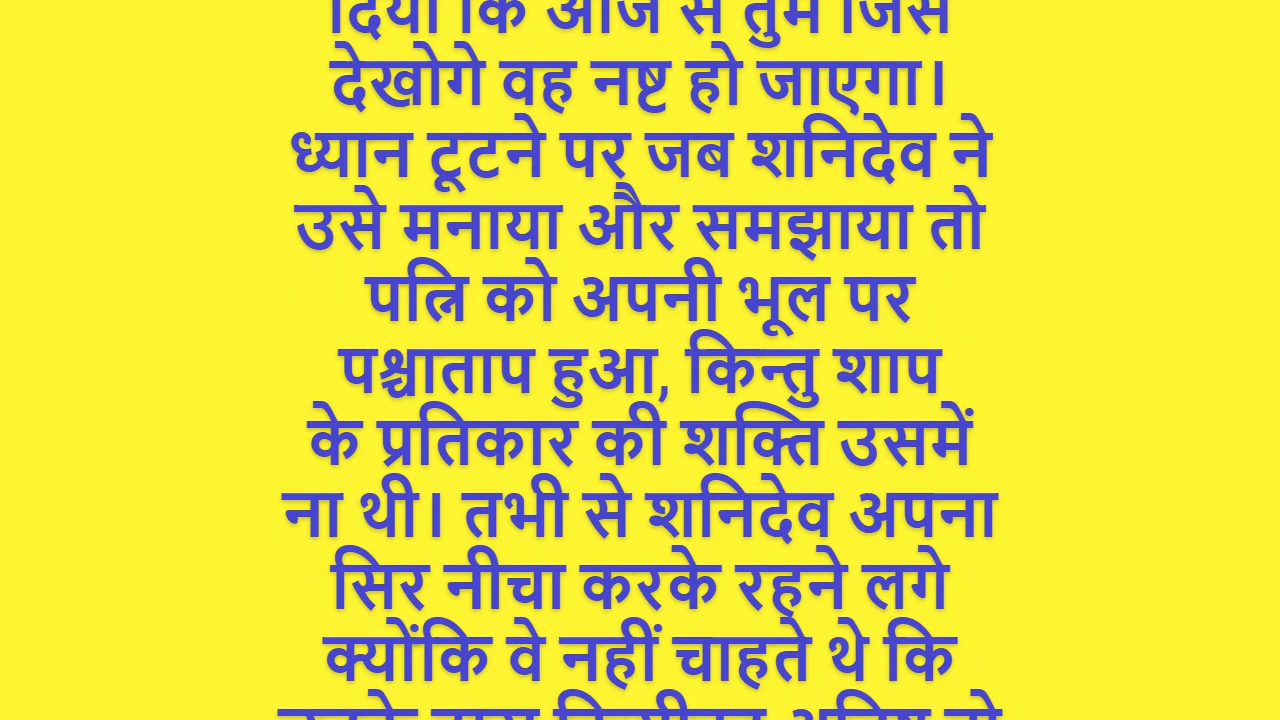 दिया कि आज से तुम जिसे
देखोगे वह नष्ट हो जाएगा।
ध्यान टूटने पर जब शनिदेव ने
उसे मनाया और समझाया तो
पत्नि को अपनी भूल पर
पश्चाताप हुआ, किन्तु शाप
के प्रतिकार की शक्ति उसमें
ना थी। तभी से शनिदेव अपना
सिर नीचा करके रहने लगे
क्योंकि वे नहीं चाहते थे कि